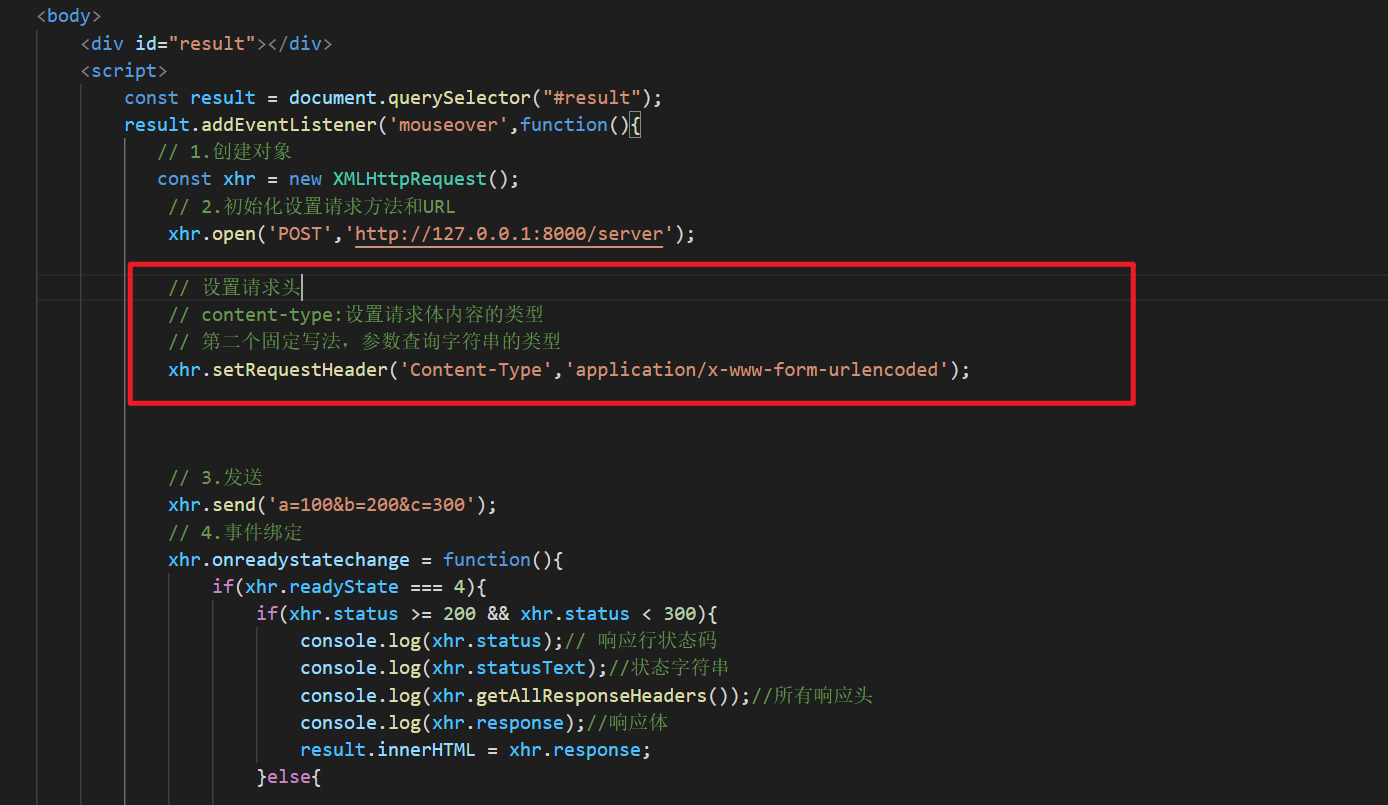 <body>
<div id="result"></div>
<script>
const result = document.querySelector("#result");
result.addEventListener('mouseover',function(){
// 1.创建对象
const xhr = new XMLHttpRequest();
// 2.初始化设置请求方法和URL
xhr.open('POST','http://127.0.0.1:8000/server');
// 设置请求头
// content-type:设置请求体内容的类型
// 第二个固定写法，参数查询字符串的类型
xhr.setRequestHeader('Content-Type','application/x-www-form-urlencoded');
// 3.发送
xhr.send('a=100&b=200&c=300');
// 4.事件绑定
xhr.onreadystatechange = function(){
if(xhr.readyState === 4){
if(xhr.status >= 200 && xhr.status < 300){
console.log(xhr.status);// 响应行状态码
console.log(xhr.statusText);//状态字符串
console.log(xhr.getAllResponseHeaders());//所有响应头
console.log(xhr.response);//响应体
result.innerHTML = xhr.response;
}else{